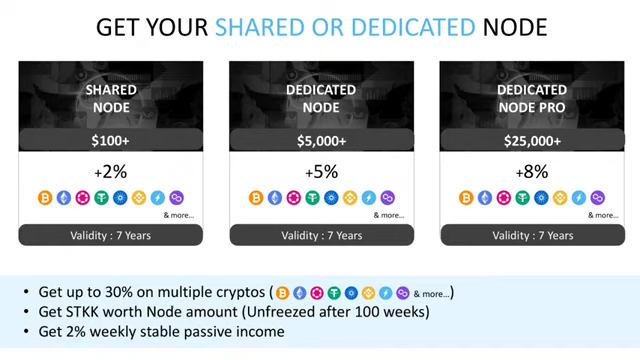 GET YOUR SHARED OR DEDICATED NODE
SHARED
NODE
$100+
+2%
& more...
Validity : 7 Years
DEDICATED
NODE
$5,000+
+5%
& more...
Validity : 7 Years
DEDICATED
NODE PRO
$25,000+
+8%
& more...
Validity : 7 Years
• Get up to 30% on multiple cryptos ( & more...)
• Get STKK worth Node amount (Unfreezed after 100 weeks)
• Get 2% weekly stable passive income